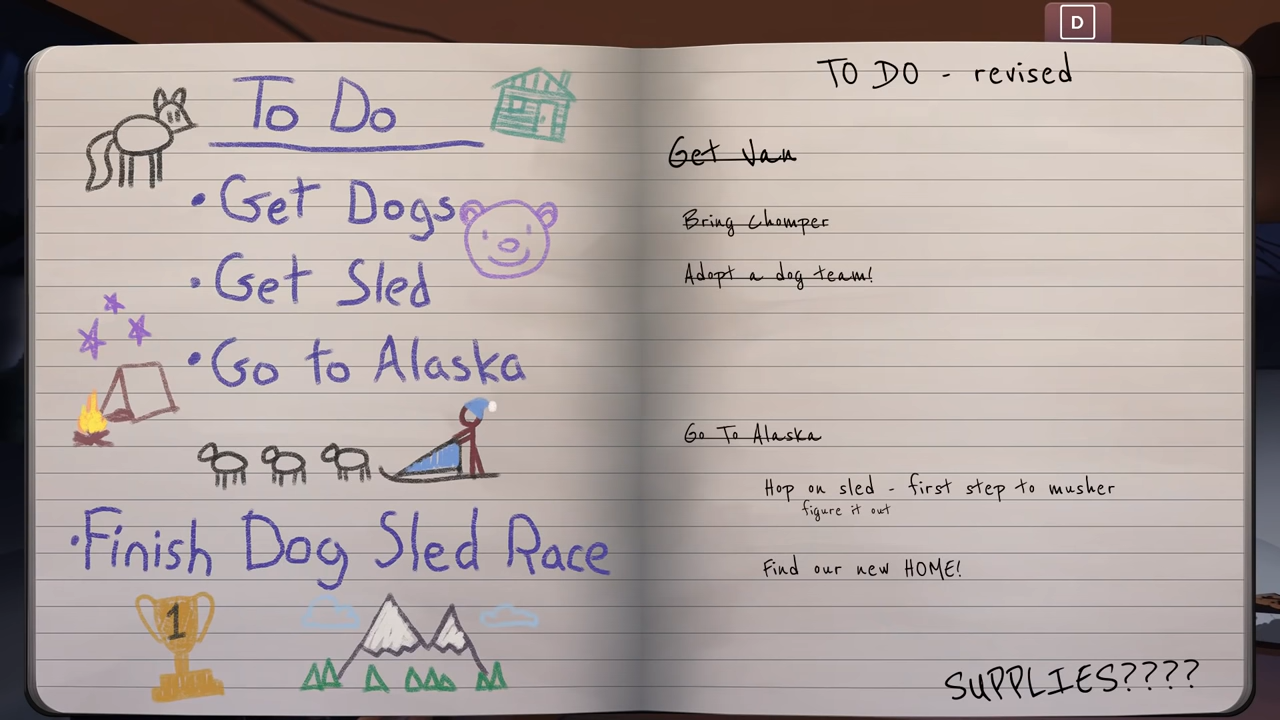 D
To Do
• Get Dogs
• Get Sled
• Go to Alaska
• Finish Dog Sled Race
1
TO DO - revised
Get Van
Bring Chomper
Adopt a dog team!
Go To Alaska
Hop on sled - first step to musher
figure it out
Find our new HOME!
SUPPLIES????